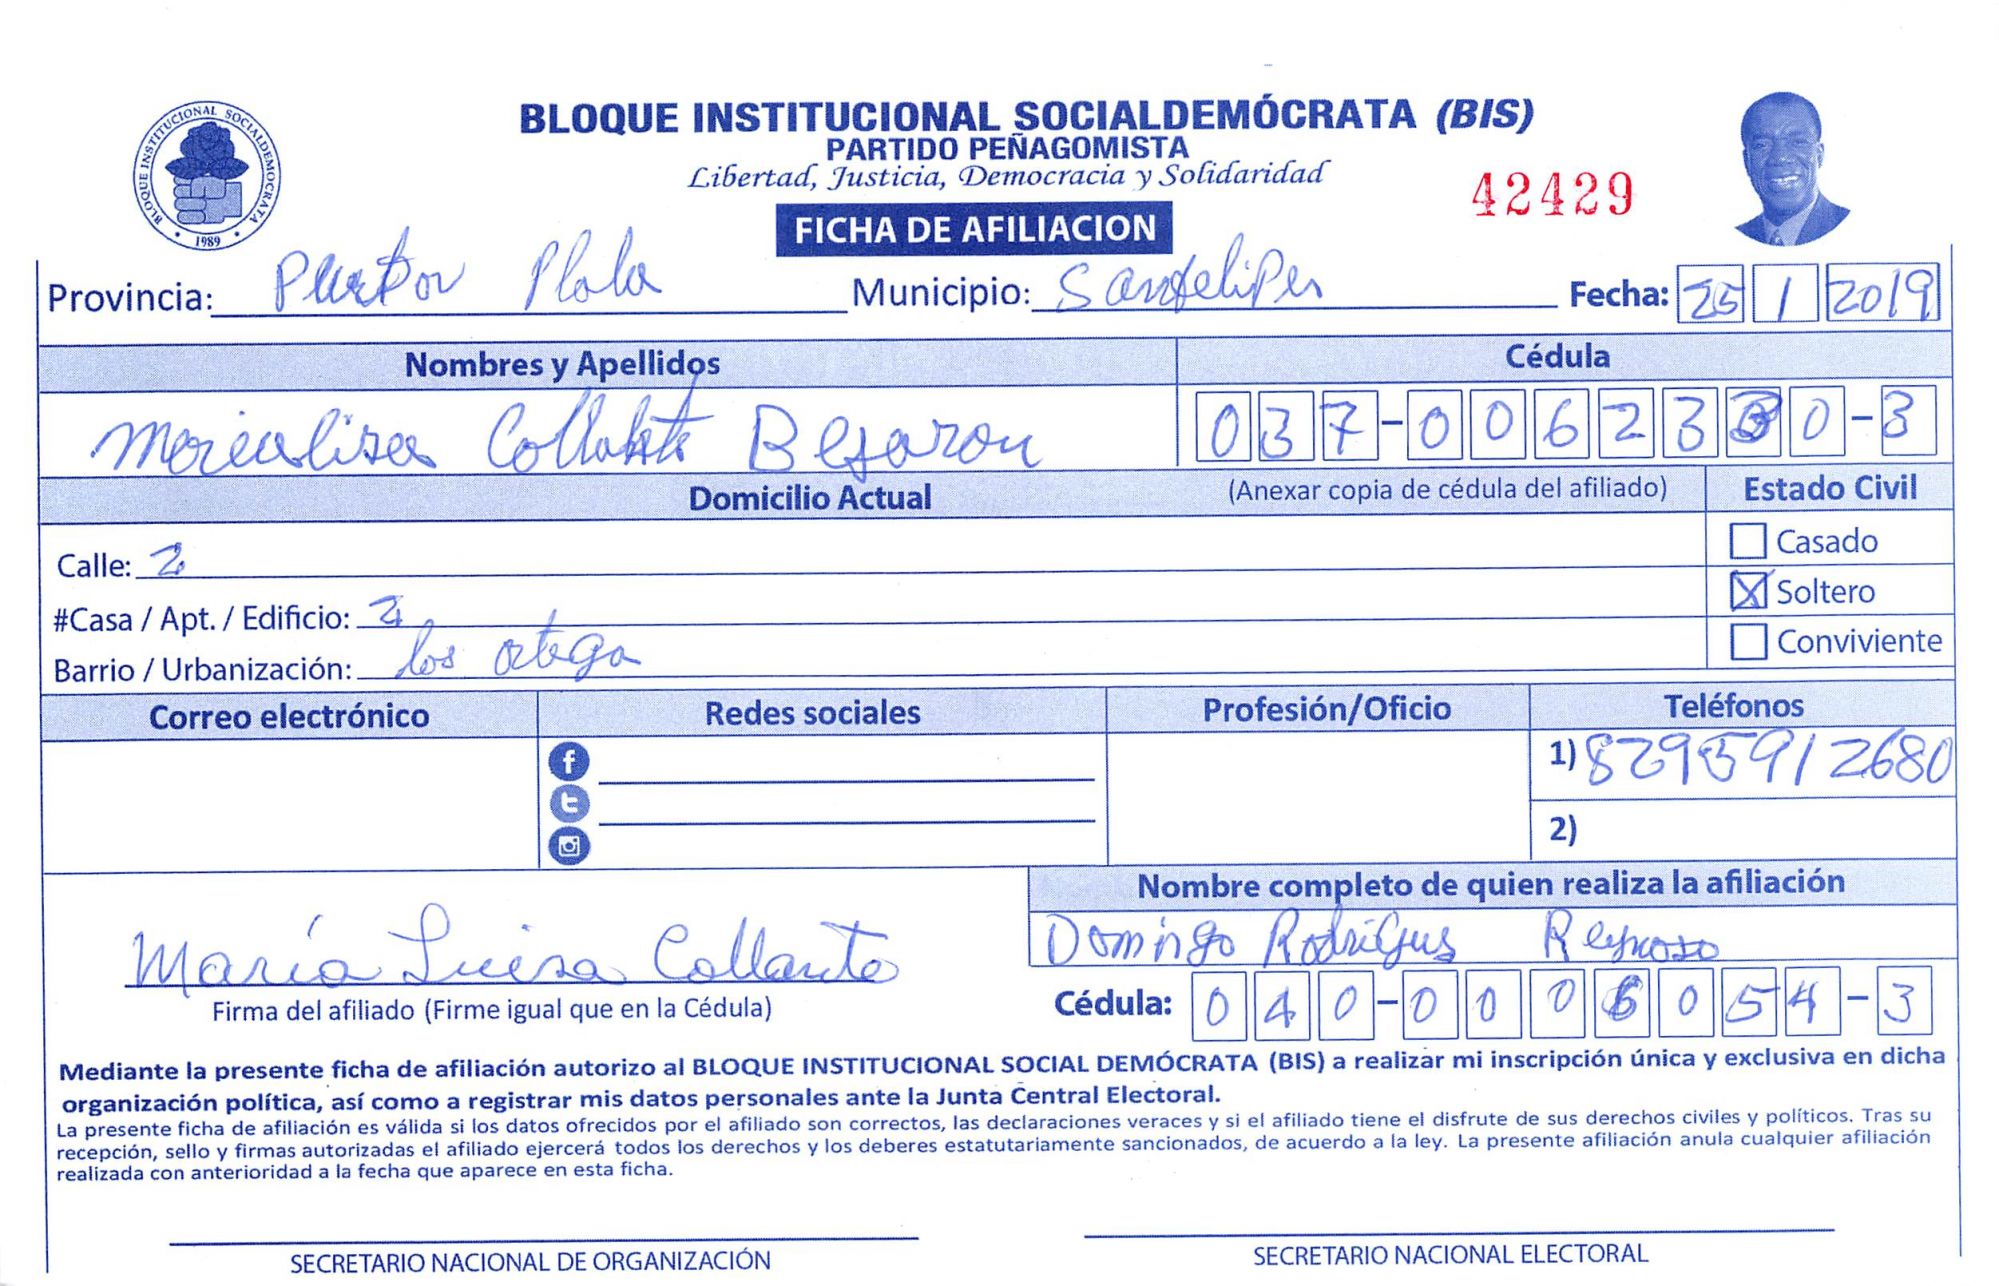 BLOQUE INSTITUCIONAL SOCIALDEMOCRATA
1989
BLOQUE INSTITUCIONAL SOCIALDEMÓCRATA (BIS)
PARTIDO PEÑAGOMISTA
Libertad, Justicia, Democracia y Solidaridad
42429
FICHA DE AFILIACION
Provincia: Plata Municipio: Fecha: 25 1 2019
Nombres y Apellidos Cédula
Collante 037-0062330-3
Domicilio Actual (Anexar copia de cédula del afiliado) Estado Civil
Calle: 2 Casado
#Casa / Apt. / Edificio: Soltero
Barrio / Urbanización: los ortega Conviviente
Correo electrónico Redes sociales Profesión/Oficio Teléfonos
1) 8295912680
2)
Nombre completo de quien realiza la afiliación
Domingo Reynoso
María Luisa Collante
Firma del afiliado (Firme igual que en la Cédula) Cédula: 040-0006054-3
Mediante la presente ficha de afiliación autorizo al BLOQUE INSTITUCIONAL SOCIAL DEMÓCRATA (BIS) a realizar mi inscripción única y exclusiva en dicha
organización política, así como a registrar mis datos personales ante la Junta Central Electoral.
La presente ficha de afiliación es válida si los datos ofrecidos por el afiliado son correctos, las declaraciones veraces y si el afiliado tiene el disfrute de sus derechos civiles y políticos. Tras su
recepción, sello y firmas autorizadas el afiliado ejercerá todos los derechos y los deberes estatutariamente sancionados, de acuerdo a la ley. La presente afiliación anula cualquier afiliación
realizada con anterioridad a la fecha que aparece en esta ficha.
SECRETARIO NACIONAL DE ORGANIZACIÓN SECRETARIO NACIONAL ELECTORAL